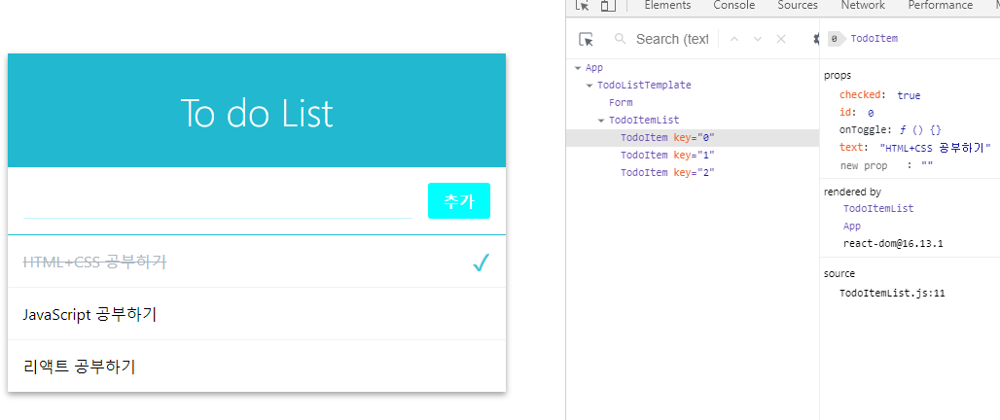 To do List
추가
HTML+CSS 공부하기
JavaScript 공부하기
리액트 공부하기
Elements Console Sources Network Performance
Search (text
App
TodoListTemplate
Form
TodoItemList
TodoItem key="0"
TodoItem key="1"
TodoItem key="2"
0 TodoItem
props
checked: true
id: 0
onToggle: ƒ () {}
text: "HTML+CSS 공부하기"
new prop : ""
rendered by
TodoItemList
App
react-dom@16.13.1
source
TodoItemList.js:11